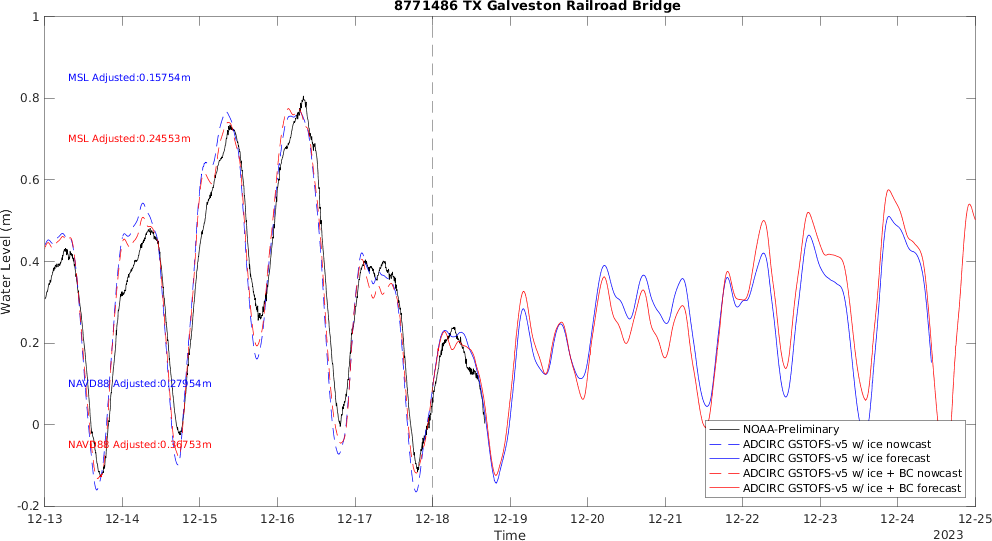 8771486 TX Galveston Railroad Bridge
1
0.8
0.6
0.4
0.2
0
-0.2
Water Level (m)
MSL Adjusted:0.15754m
MSL Adjusted:0.24553m
NAVD88 Adjusted:0.27954m
NAVD88 Adjusted:0.36753m
NOAA-Preliminary
ADCIRC GSTOFS-v5 w/ ice nowcast
ADCIRC GSTOFS-v5 w/ ice forecast
ADCIRC GSTOFS-v5 w/ ice + BC nowcast
ADCIRC GSTOFS-v5 w/ ice + BC forecast
12-13 12-14 12-15 12-16 12-17 12-18 12-19 12-20 12-21 12-22 12-23 12-24 12-25
Time
2023